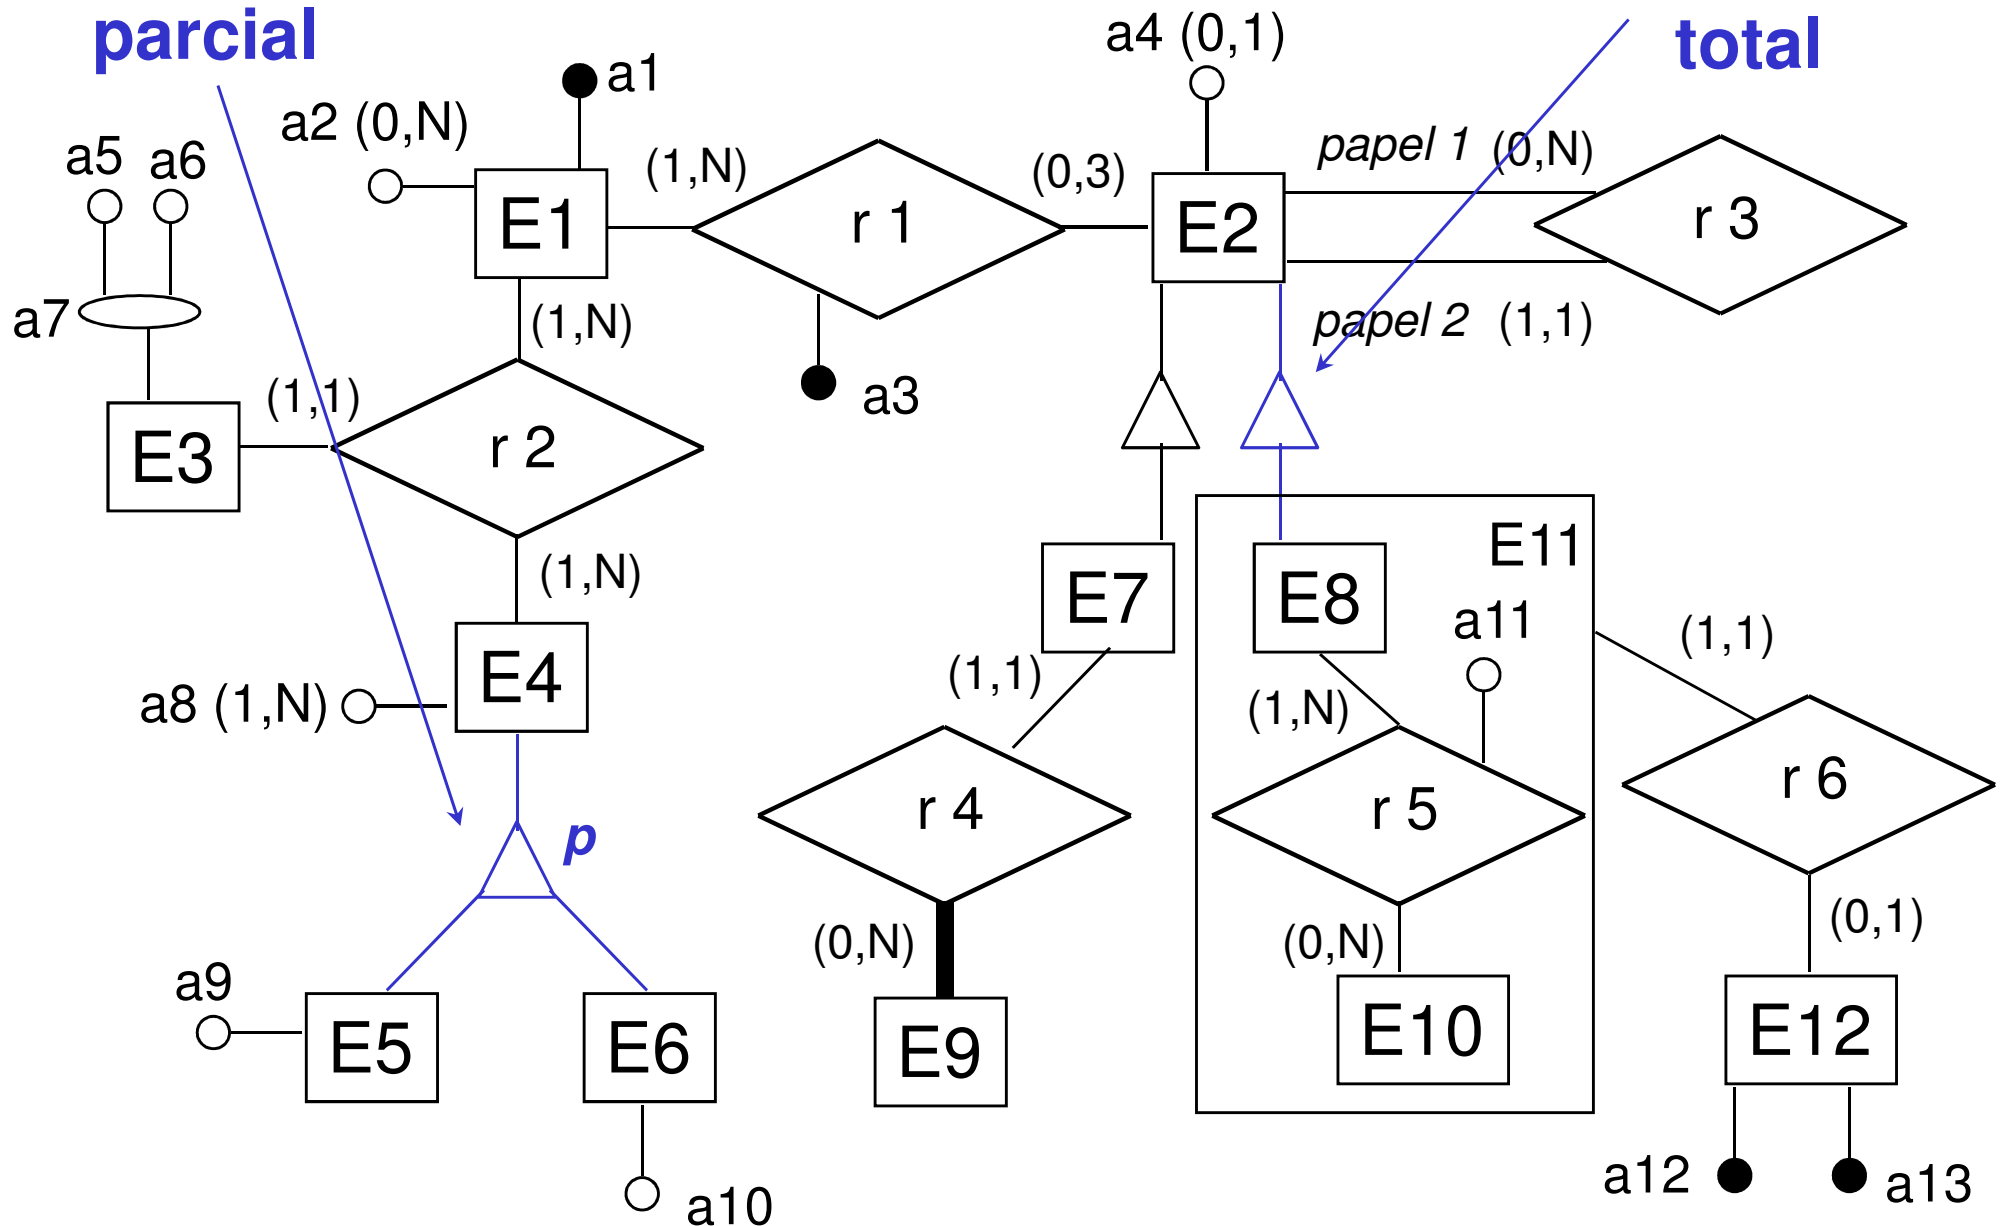 parcial
total
a4 (0,1)
a1
a2 (0,N)
a5
a6
(1,N)
(0,3)
papel 1
(0,N)
E1
r 1
E2
r 3
a7
(1,N)
papel 2
(1,1)
a3
(1,1)
E3
r 2
E11
(1,N)
E7
E8
a11
(1,1)
E4
a8 (1,N)
(1,1)
(1,N)
r 4
r 5
r 6
p
(0,N)
(0,N)
(0,1)
a9
E5
E6
E9
E10
E12
a10
a12
a13